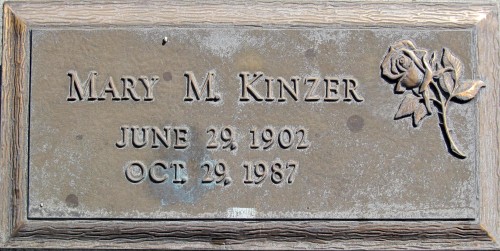 MARY M. KINZER
JUNE 29, 1902
OCT. 29, 1987